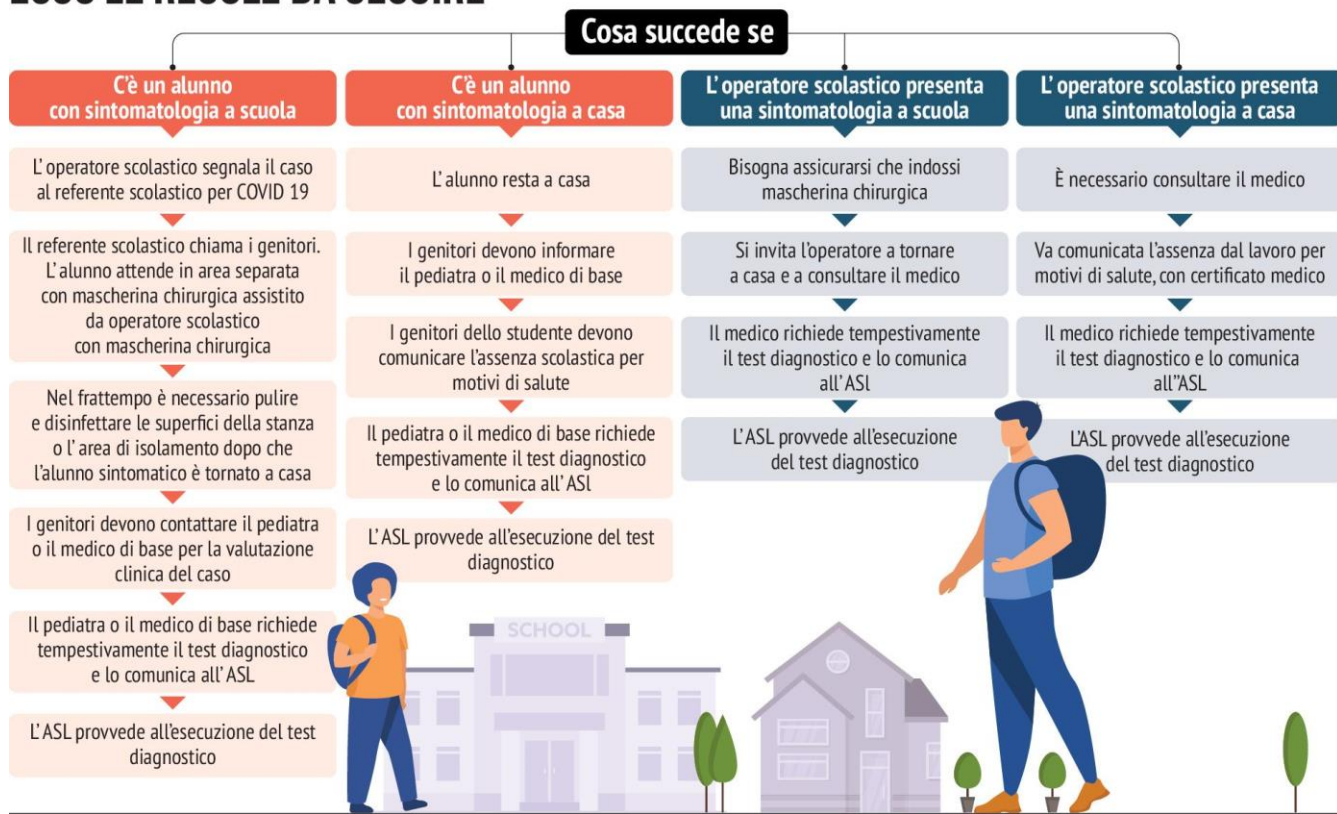 ECCO LE REGOLE DA SEGUIRE
Cosa succede se
C'è un alunno
con sintomatologia a scuola
L' operatore scolastico segnala il caso
al referente scolastico per COVID 19
Il referente scolastico chiama i genitori.
L' alunno attende in area separata
con mascherina chirurgica assistito
da operatore scolastico
con mascherina chirurgica
Nel frattempo è necessario pulire
e disinfettare le superfici della stanza
o l' area di isolamento dopo che
l'alunno sintomatico è tornato a casa
I genitori devono contattare il pediatra
o il medico di base per la valutazione
clinica del caso
Il pediatra o il medico di base richiede
tempestivamente il test diagnostico
e lo comunica all' ASL
L' ASL provvede all'esecuzione del test
diagnostico
C'è un alunno
con sintomatologia a casa
L' alunno resta a casa
I genitori devono informare
il pediatra o il medico di base
I genitori dello studente devono
comunicare l'assenza scolastica per
motivi di salute
Il pediatra o il medico di base richiede
tempestivamente il test diagnostico
e lo comunica all' ASl
L' ASL provvede all'esecuzione del test
diagnostico
L' operatore scolastico presenta
una sintomatologia a scuola
Bisogna assicurarsi che indossi
mascherina chirurgica
Si invita l'operatore a tornare
a casa e a consultare il medico
Il medico richiede tempestivamente
il test diagnostico e lo comunica
all' ASl
L' ASL provvede all'esecuzione
del test diagnostico
L' operatore scolastico presenta
una sintomatologia a casa
È necessario consultare il medico
Va comunicata l'assenza dal lavoro per
motivi di salute, con certificato medico
Il medico richiede tempestivamente
il test diagnostico e lo comunica
all''ASL
L'ASL provvede all'esecuzione
del test diagnostico
SCHOOL